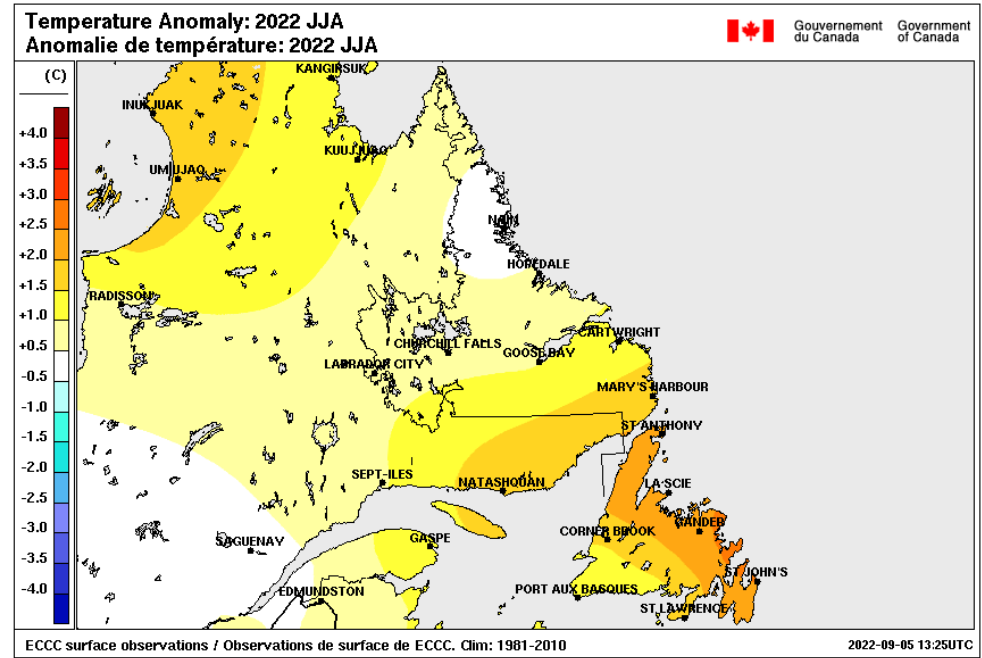 Temperature Anomaly: 2022 JJA
Anomalie de température: 2022 JJA
Gouvernement du Canada
Government of Canada
(C)
+4.0
+3.5
+3.0
+2.5
+2.0
+1.5
+1.0
+0.5
-0.5
-1.0
-1.5
-2.0
-2.5
-3.0
-3.5
-4.0
KANGIRSUK
INUKJUAK
KUUJJUAQ
UMIUJAQ
NAIN
HOPEDALE
RADISSON
CARTWRIGHT
CHURCHILL FALLS
GOOSE BAY
LABRADOR CITY
MARY'S HARBOUR
ST ANTHONY
SEPT-ILES
NATASHQUAN
LA SCIE
GANDER
CORNER BROOK
GASPE
SAGUENAY
ST JOHN'S
EDMUNDSTON
PORT AUX BASQUES
ST LAWRENCE
ECCC surface observations / Observations de surface de ECCC. Clim: 1981-2010
2022-09-05 13:25UTC